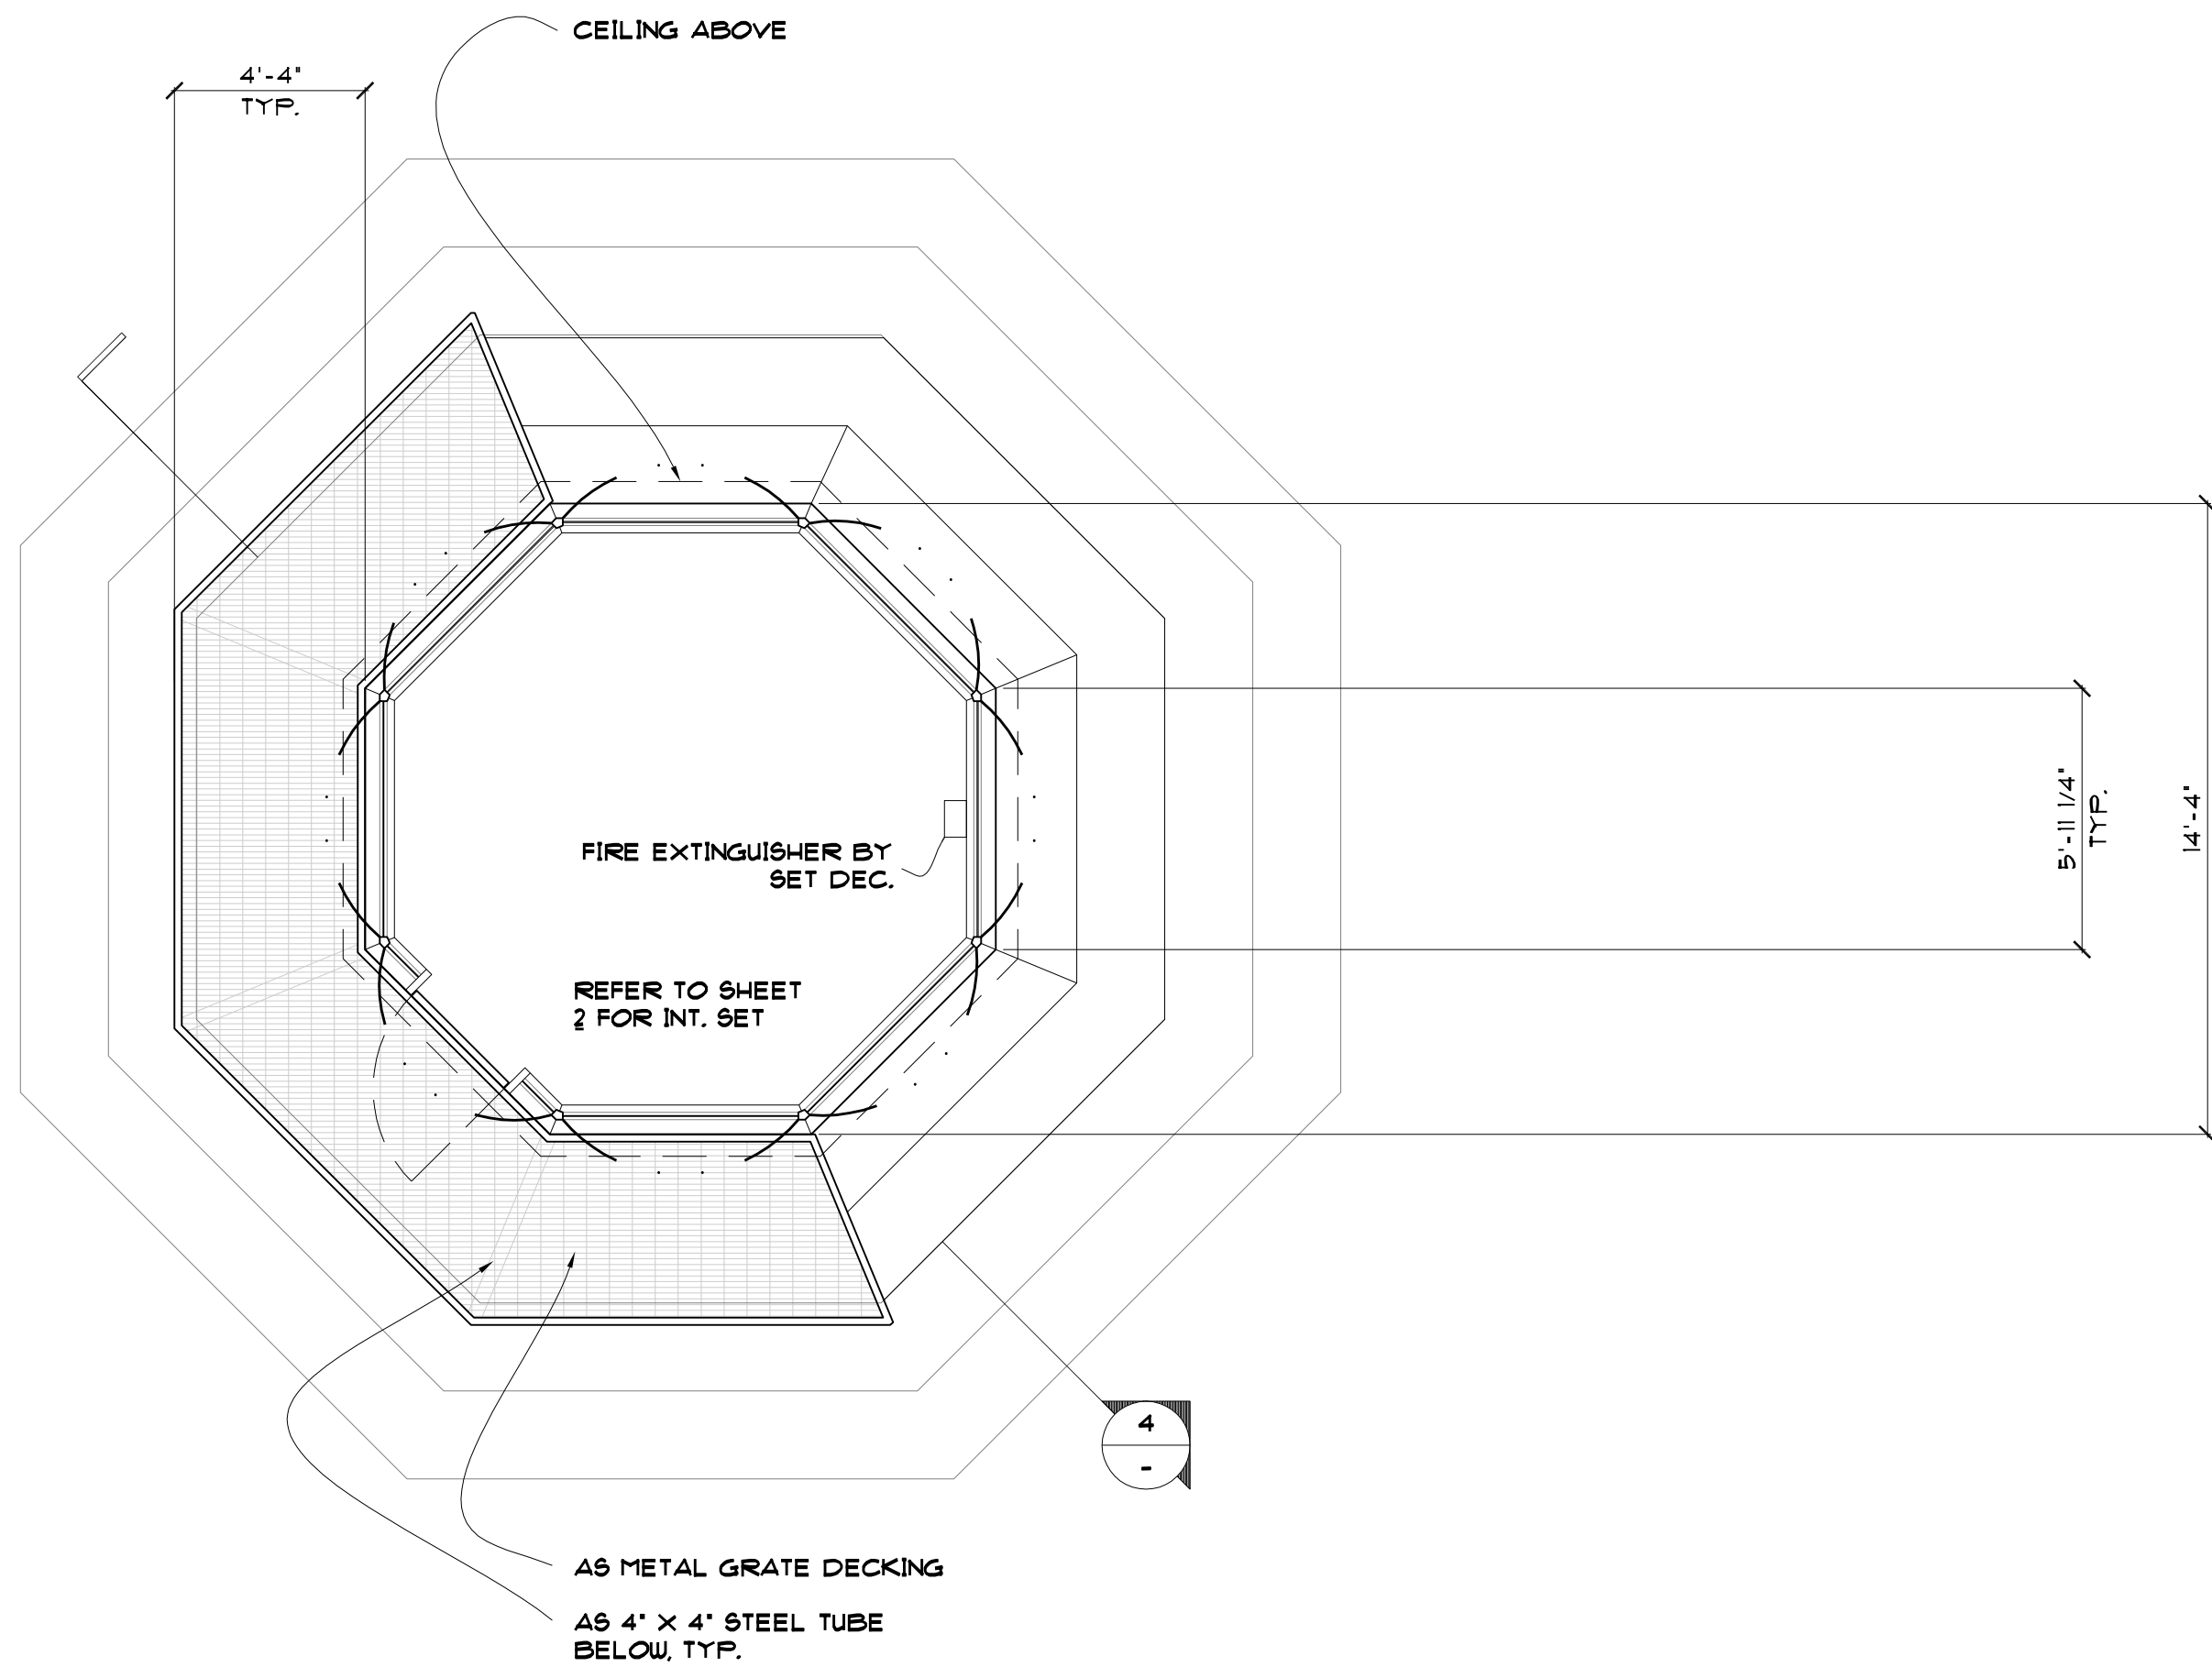 CEILING ABOVE
4'-4"
TYP.
FIRE EXTINGUISHER BY
SET DEC.
REFER TO SHEET
2 FOR INT. SET
5'-11 1/4"
TYP.
14'-4"
4
-
AS METAL GRATE DECKING
AS 4" X 4" STEEL TUBE
BELOW, TYP.